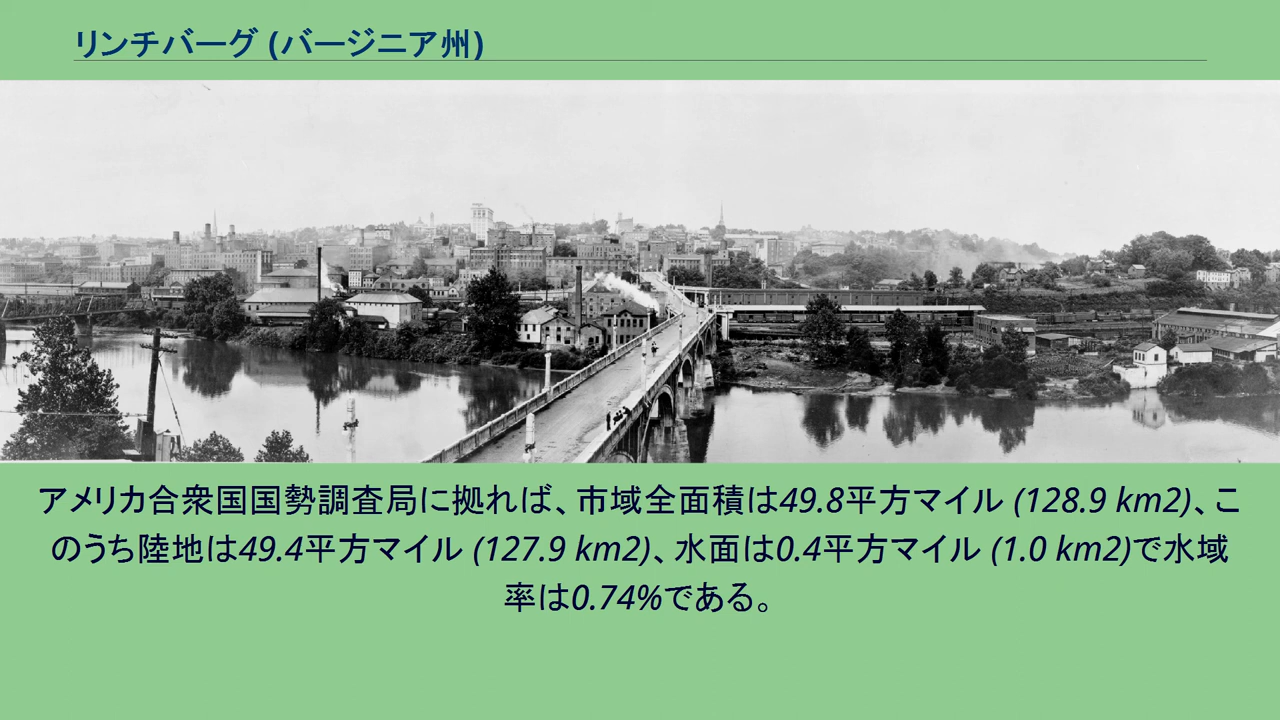 リンチバーグ (バージニア州)
アメリカ合衆国国勢調査局に拠れば、市域全面積は49.8平方マイル (128.9 km2)、こ
のうち陸地は49.4平方マイル (127.9 km2)、水面は0.4平方マイル (1.0 km2)で水域
率は0.74%である。